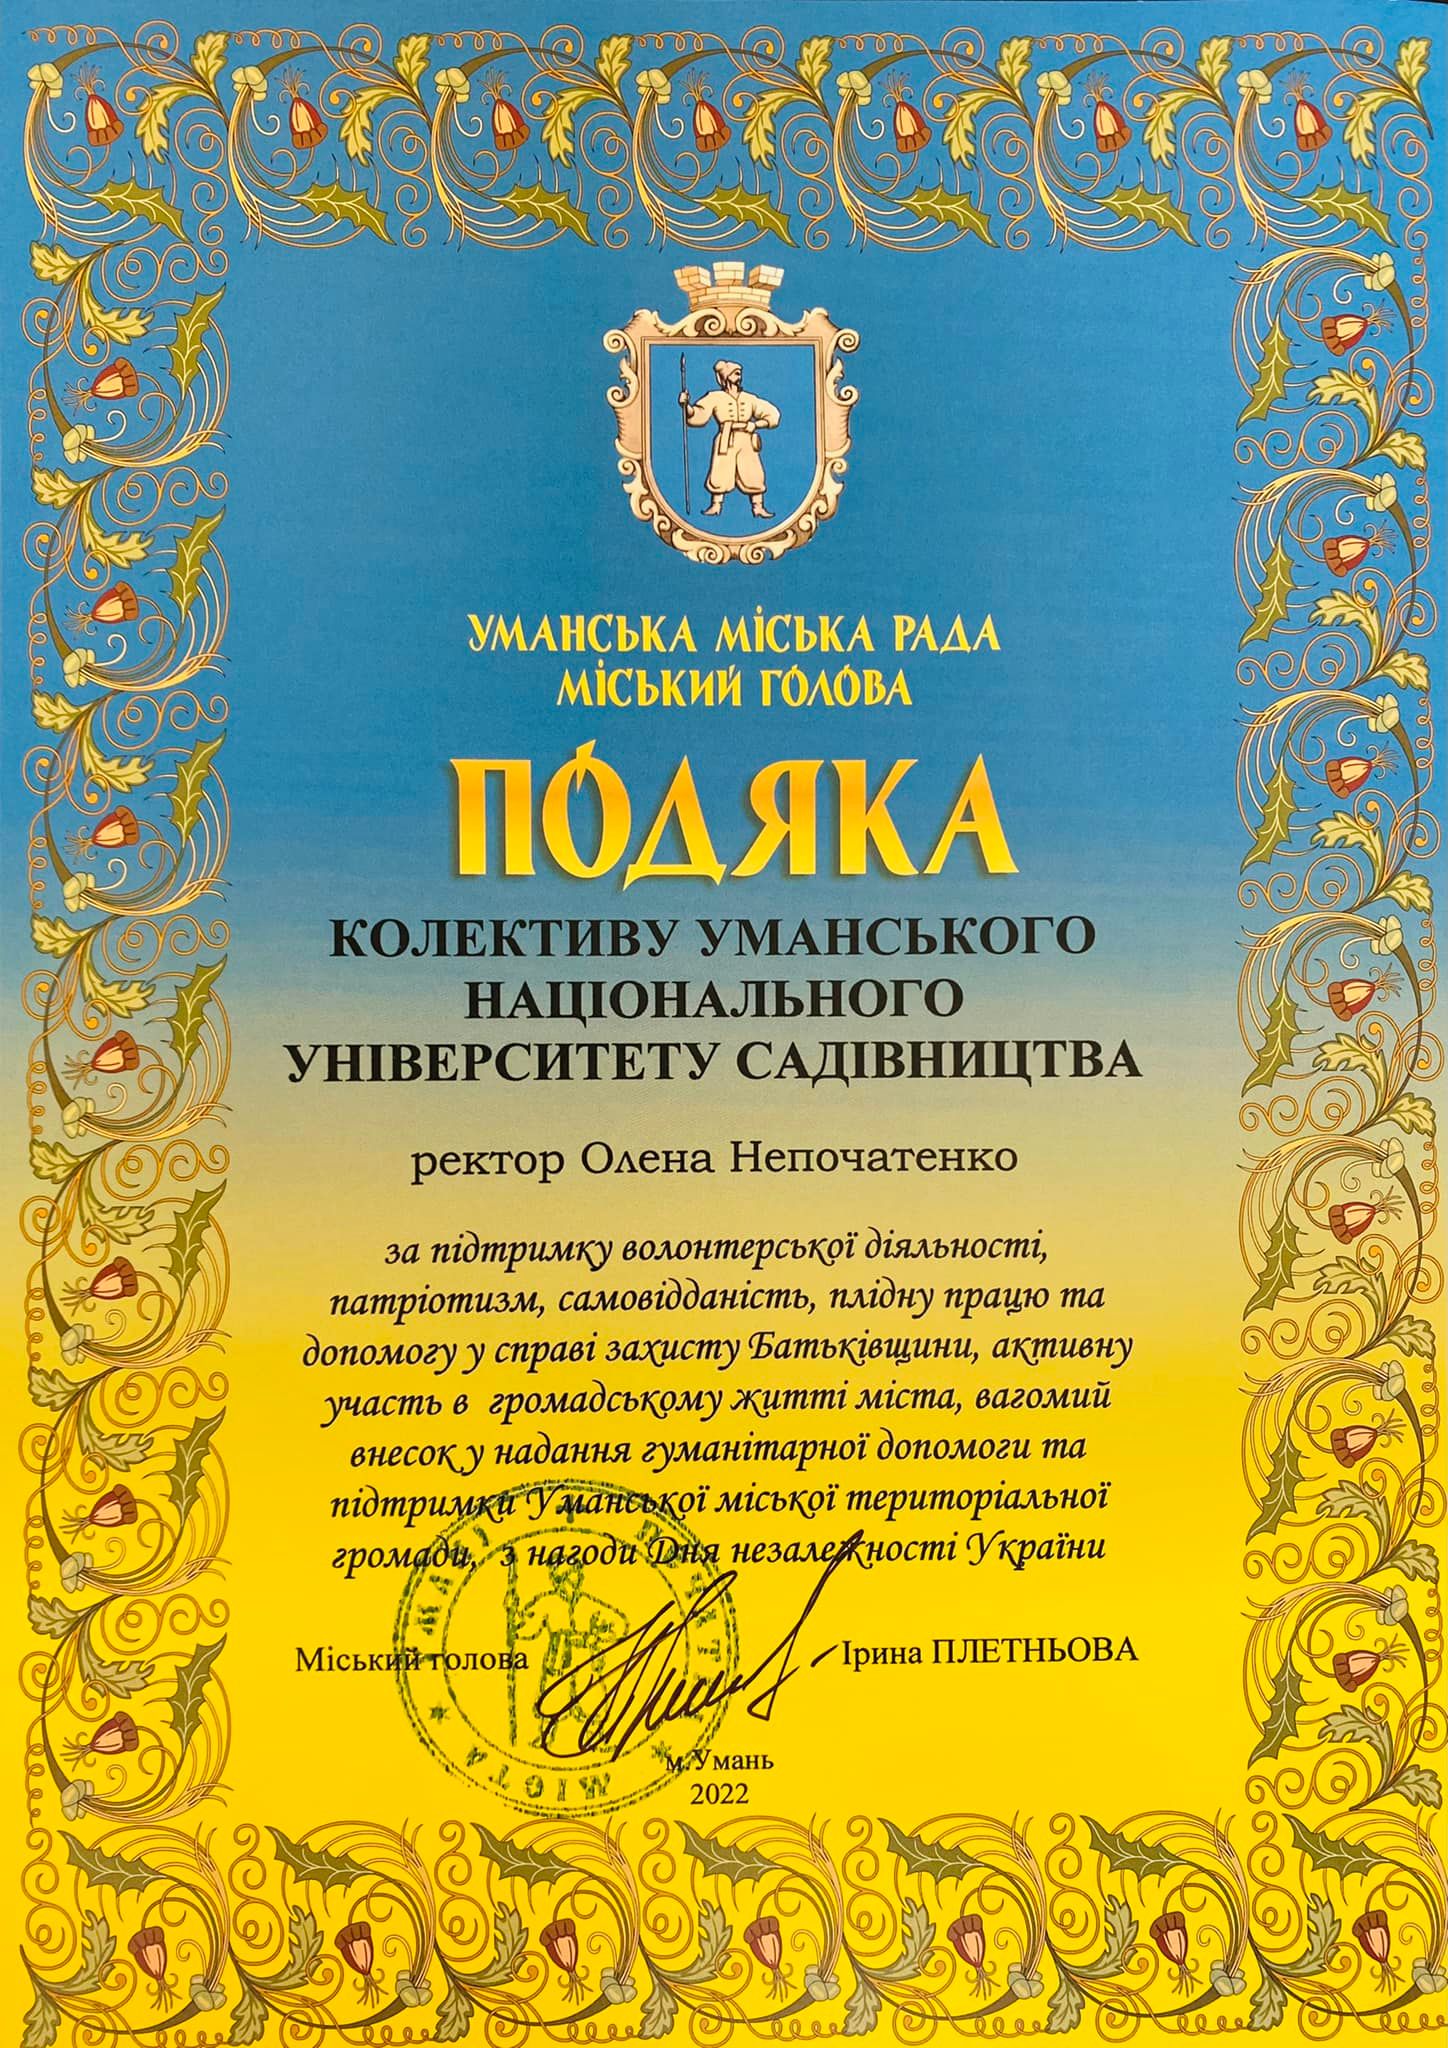 УМАНСЬКА МІСЬКА РАДА
МІСЬКИЙ ГОЛОВА
ПОДЯКА
КОЛЕКТИВУ УМАНСЬКОГО
НАЦІОНАЛЬНОГО
УНІВЕРСИТЕТУ САДІВНИЦТВА
ректор Олена Непочатенко
за підтримку волонтерської діяльності,
патріотизм, самовідданість, плідну працю та
допомогу у справі захисту Батьківщини, активну
участь в громадському житті міста, вагомий
внесок у надання гуманітарної допомоги та
підтримки Уманської міської територіальної
громади, з нагоди Дня незалежності України
Міський голова
Ірина ПЛЕТНЬОВА
м.Умань
2022